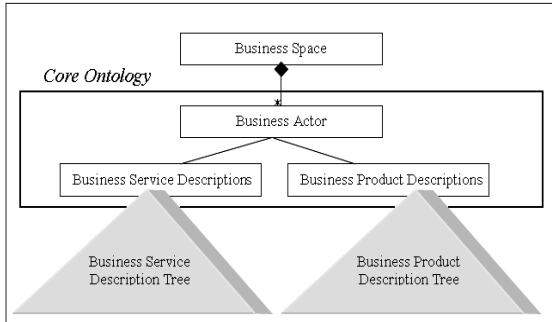 Business Space
Core Ontology
*
Business Actor
Business Service Descriptions
Business Product Descriptions
Business Service
Description Tree
Business Product
Description Tree